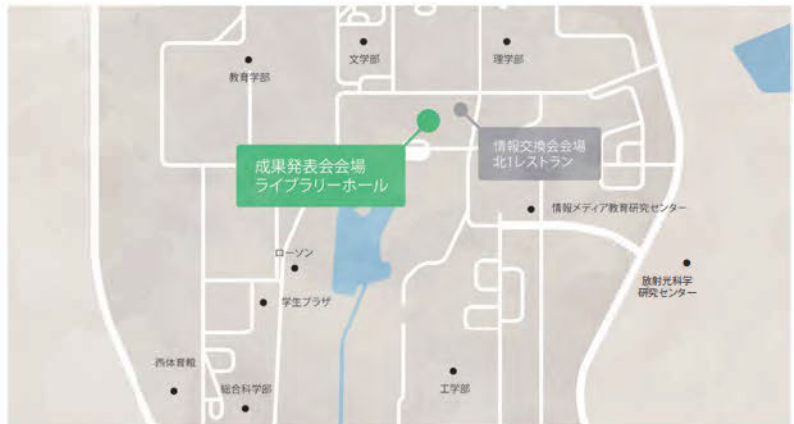 文学部
理学部
教育学部
成果発表会会場
ライブラリーホール
情報交換会会場
北1レストラン
情報メディア教育研究センター
ローソン
放射光科学
研究センター
学生プラザ
西体育館
総合科学部
工学部